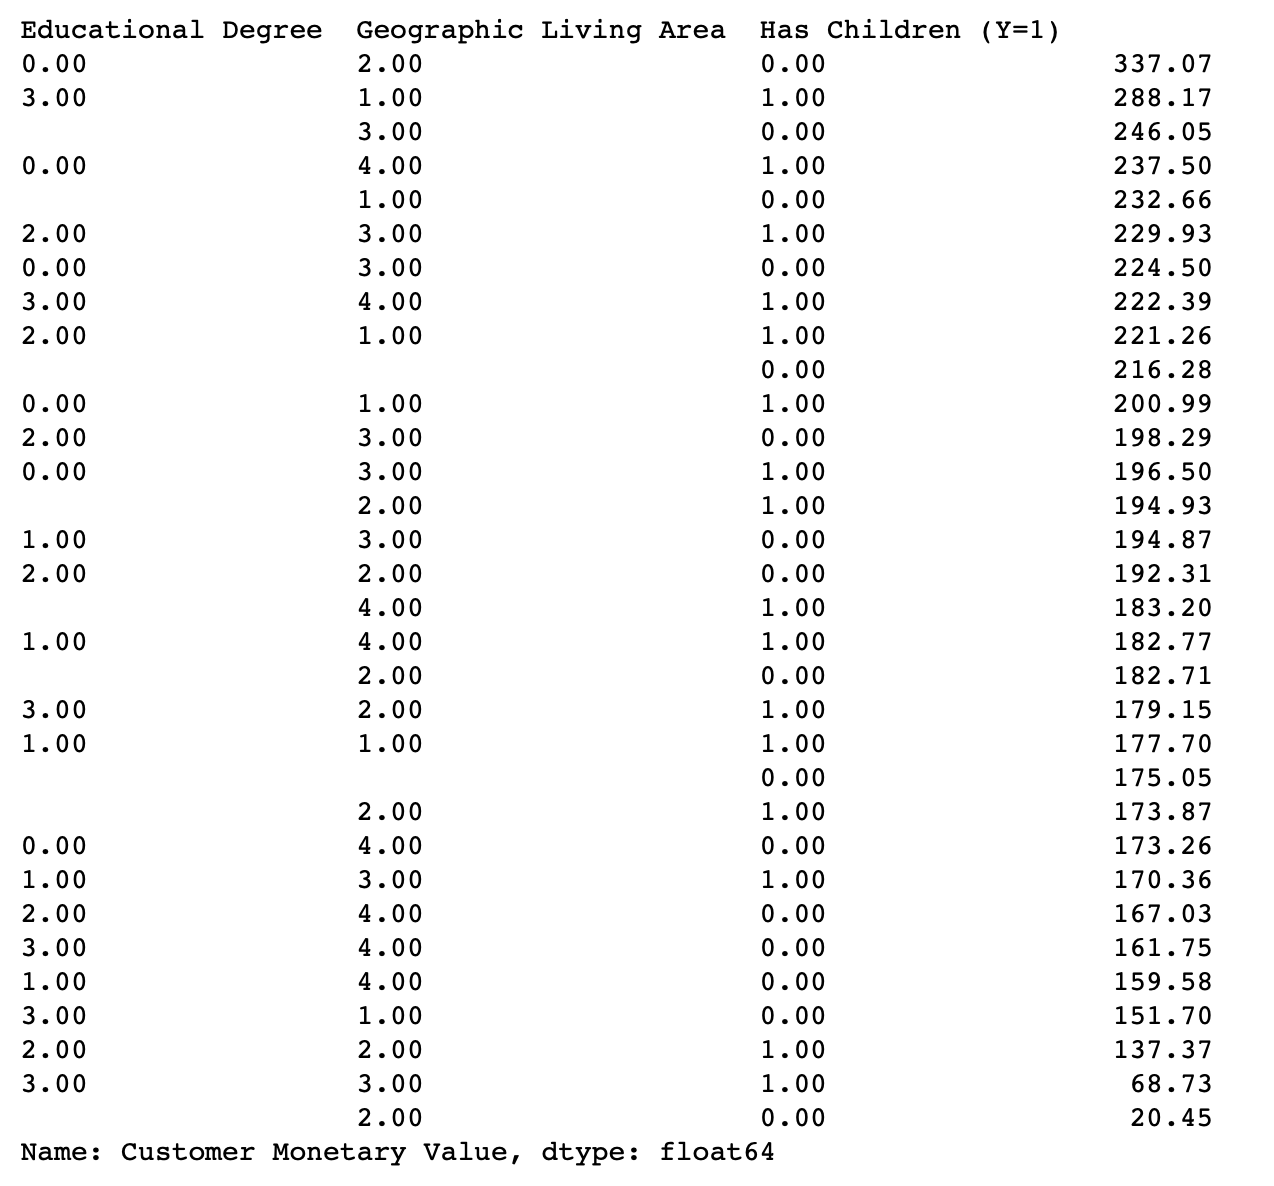 Educational Degree  Geographic Living Area  Has Children (Y=1)
0.00                2.00                    0.00                 337.07
3.00                1.00                    1.00                 288.17
                    3.00                    0.00                 246.05
0.00                4.00                    1.00                 237.50
                    1.00                    0.00                 232.66
2.00                3.00                    1.00                 229.93
0.00                3.00                    0.00                 224.50
3.00                4.00                    1.00                 222.39
2.00                1.00                    1.00                 221.26
                                            0.00                 216.28
0.00                1.00                    1.00                 200.99
2.00                3.00                    0.00                 198.29
0.00                3.00                    1.00                 196.50
                    2.00                    1.00                 194.93
1.00                3.00                    0.00                 194.87
2.00                2.00                    0.00                 192.31
                    4.00                    1.00                 183.20
1.00                4.00                    1.00                 182.77
                    2.00                    0.00                 182.71
3.00                2.00                    1.00                 179.15
1.00                1.00                    1.00                 177.70
                                            0.00                 175.05
                    2.00                    1.00                 173.87
0.00                4.00                    0.00                 173.26
1.00                3.00                    1.00                 170.36
2.00                4.00                    0.00                 167.03
3.00                4.00                    0.00                 161.75
1.00                4.00                    0.00                 159.58
3.00                1.00                    0.00                 151.70
2.00                2.00                    1.00                 137.37
3.00                3.00                    1.00                  68.73
                    2.00                    0.00                  20.45
Name: Customer Monetary Value, dtype: float64